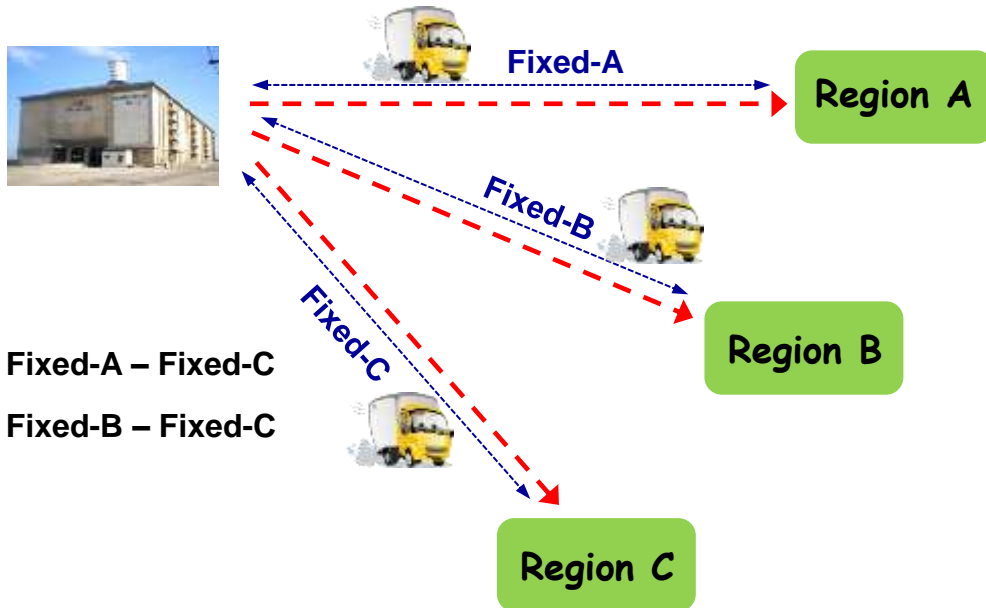 Fixed-A
Region A
Fixed-B
Region B
Fixed-C
Fixed-A – Fixed-C
Fixed-B – Fixed-C
Region C